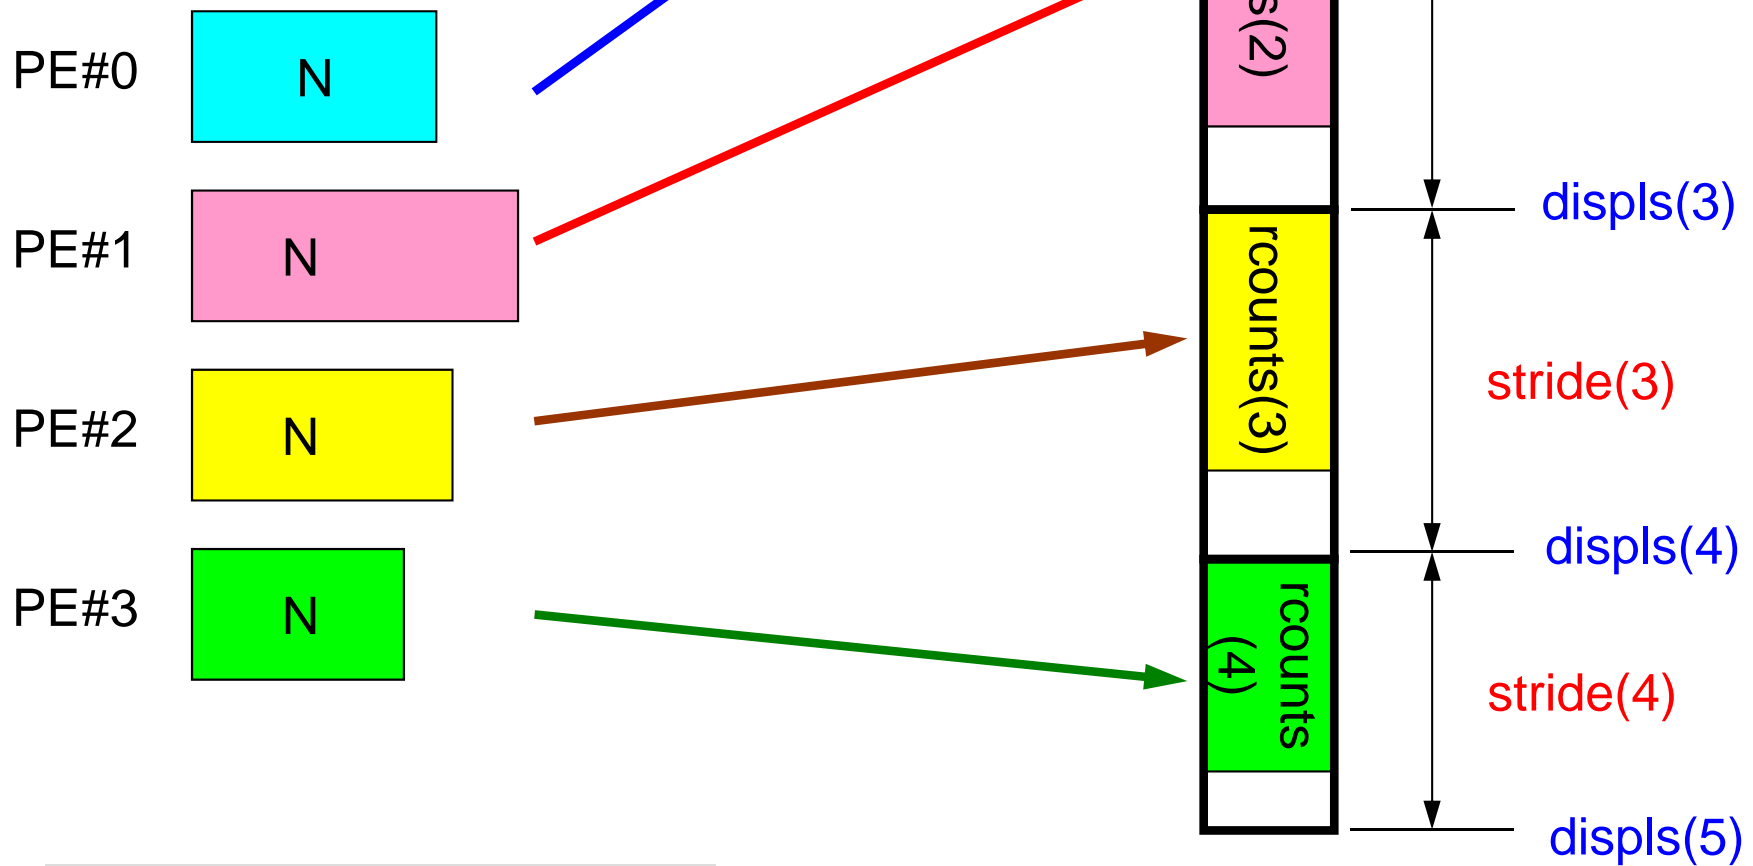 PE#0
N
s(2)
PE#1
N
displs(3)
rcounts(3)
stride(3)
PE#2
N
displs(4)
PE#3
N
rcounts
(4)
stride(4)
displs(5)